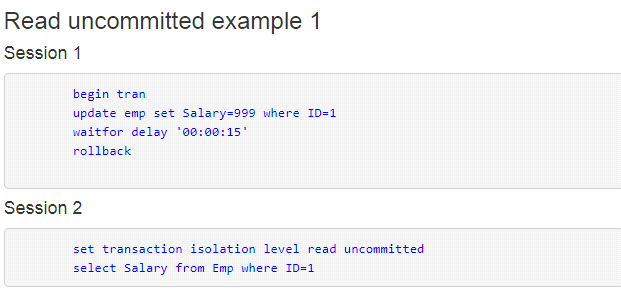 Read uncommitted example 1
Session 1
begin tran
update emp set Salary=999 where ID=1
waitfor delay '00:00:15'
rollback
Session 2
set transaction isolation level read uncommitted
select Salary from Emp where ID=1